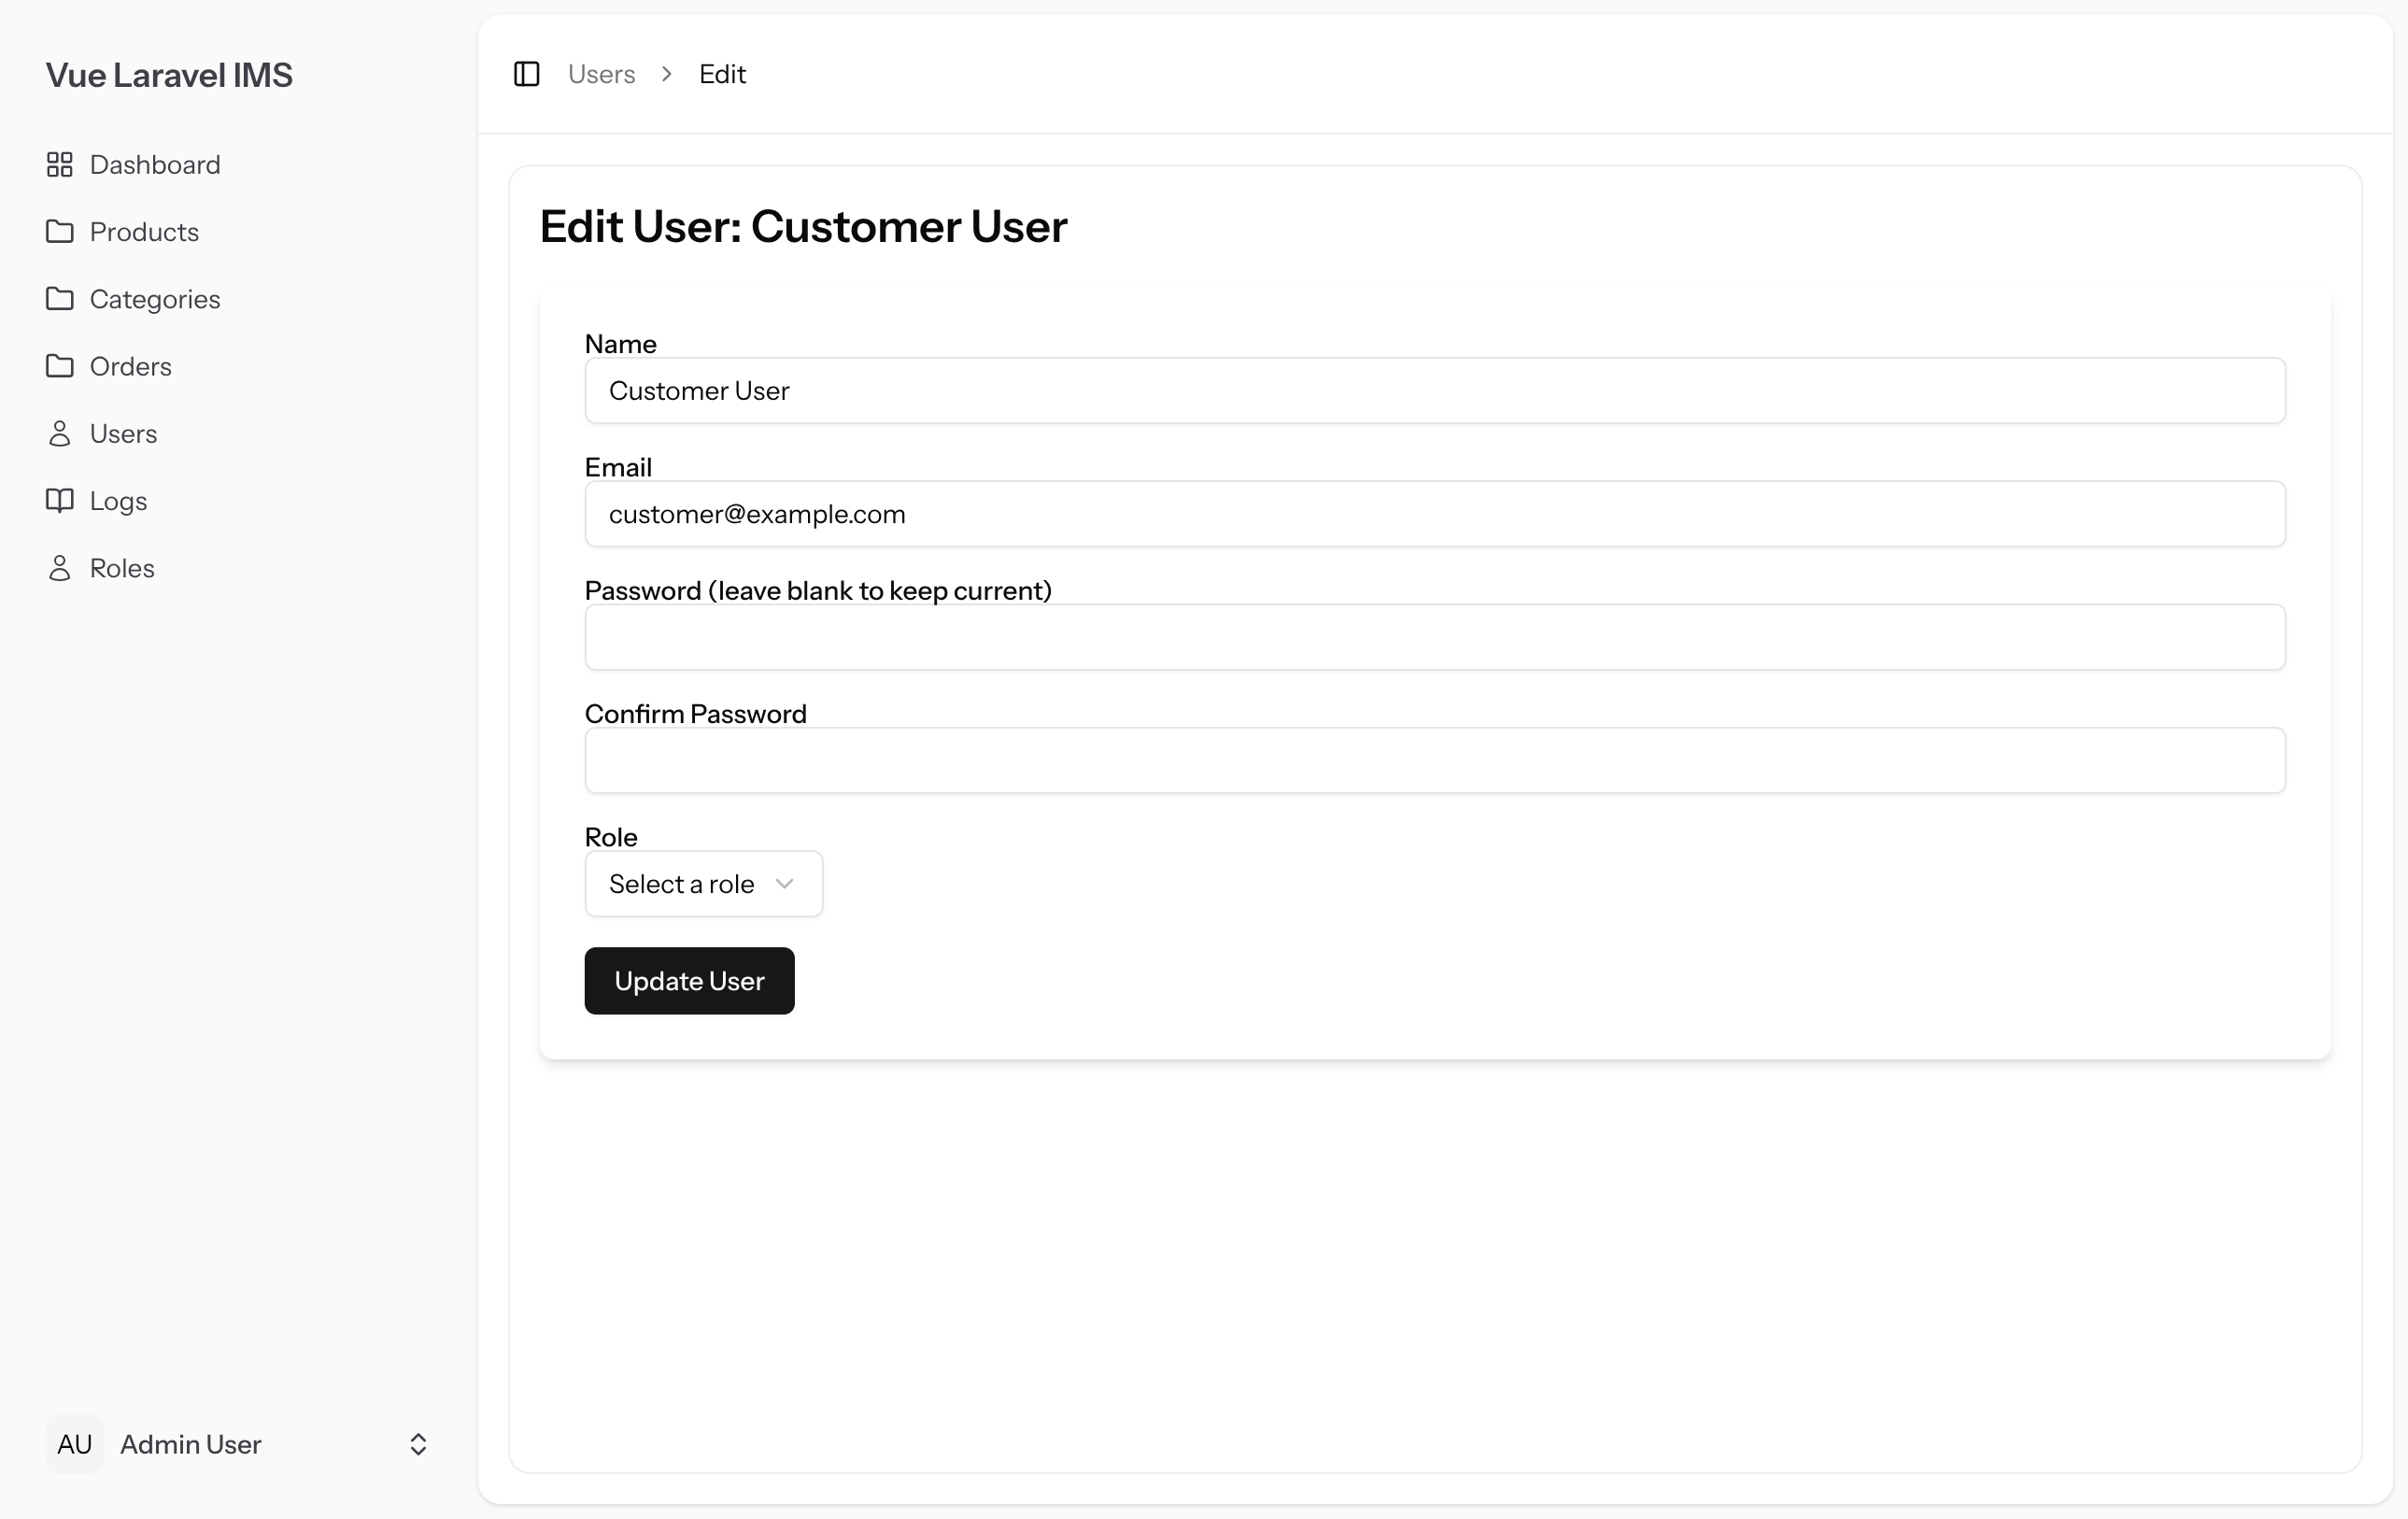 Vue Laravel IMS
Dashboard
Products
Categories
Orders
Users
Logs
Roles
AU
Admin User
Users
Edit
Edit User: Customer User
Name
Customer User
Email
customer@example.com
Password (leave blank to keep current)
Confirm Password
Role
Select a role
Update User